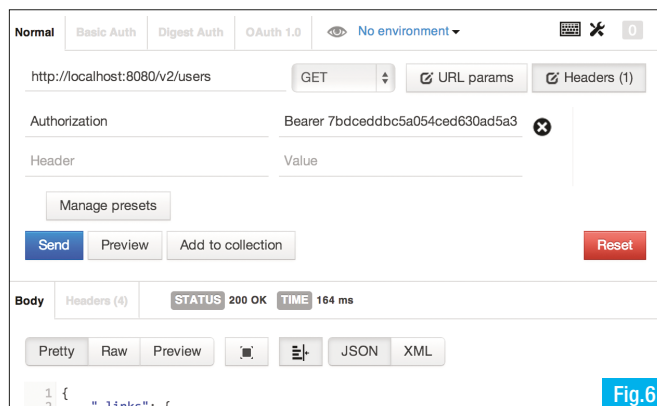 Normal Basic Auth Digest Auth OAuth 1.0 No environment 0
http://localhost:8080/v2/users GET URL params Headers (1)
Authorization Bearer 7bdceddbc5a054ced630ad5a3
Header Value
Manage presets
Send Preview Add to collection Reset
Body Headers (4) STATUS 200 OK TIME 164 ms
Pretty Raw Preview JSON XML
1 {
2 "_links": {
Fig.6